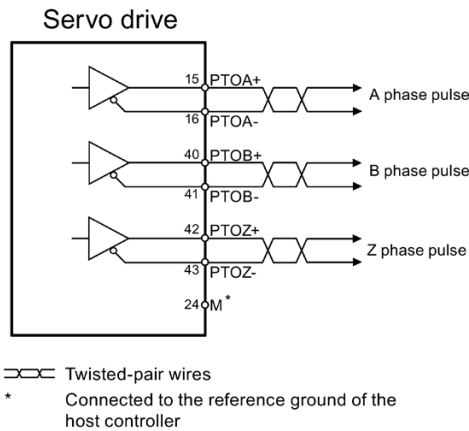 Servo drive
15 PTOA+
A phase pulse
16 PTOA-
40 PTOB+
B phase pulse
41 PTOB-
42 PTOZ+
Z phase pulse
43 PTOZ-
24 M*
Twisted-pair wires
* Connected to the reference ground of the
host controller